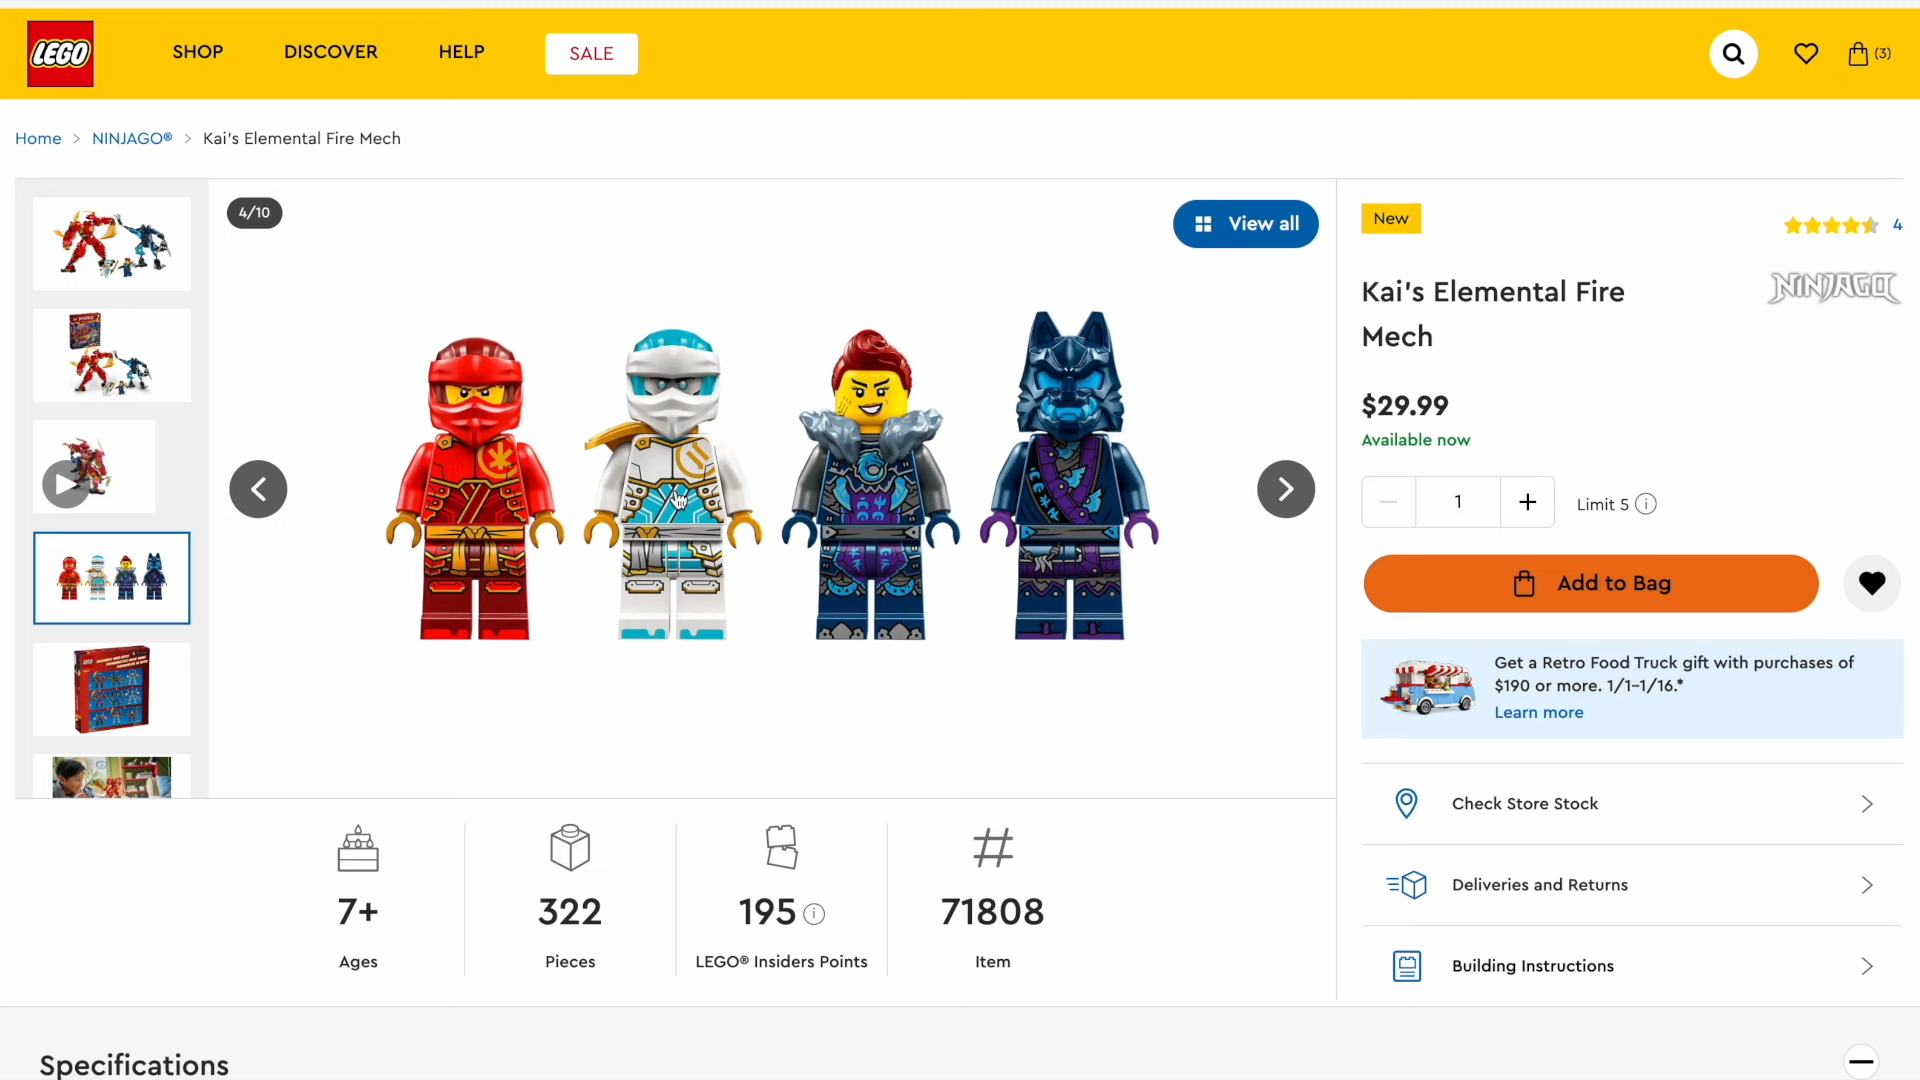 LEGO
SHOP
DISCOVER
HELP
SALE
(3)
Home > NINJAGO® > Kai's Elemental Fire Mech
4/10
View all
New
4
Kai's Elemental Fire
Mech
NINJAGO
$29.99
Available now
1
Limit 5
Add to Bag
Get a Retro Food Truck gift with purchases of
$190 or more. 1/1–1/16.*
Learn more
Check Store Stock
Deliveries and Returns
Building Instructions
7+
Ages
322
Pieces
195
LEGO® Insiders Points
71808
Item
Specifications